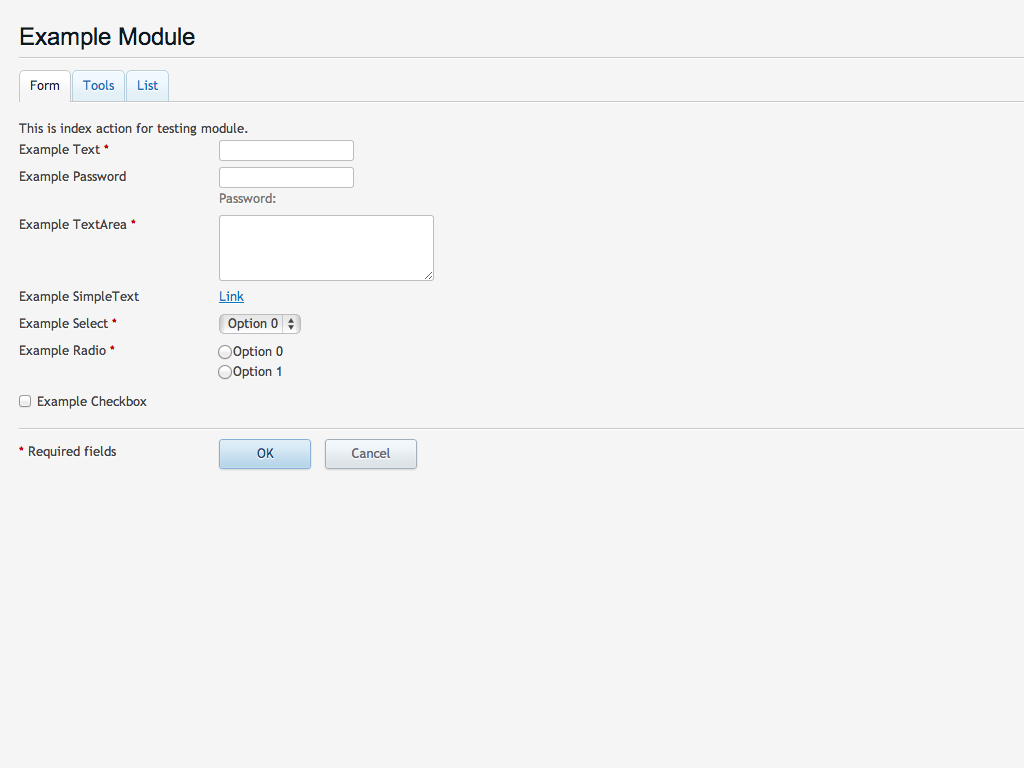 Example Module
Form Tools List
This is index action for testing module.
Example Text *
Example Password
Password:
Example TextArea *
Example SimpleText Link
Example Select * Option 0
Example Radio * Option 0
Option 1
Example Checkbox
* Required fields OK Cancel